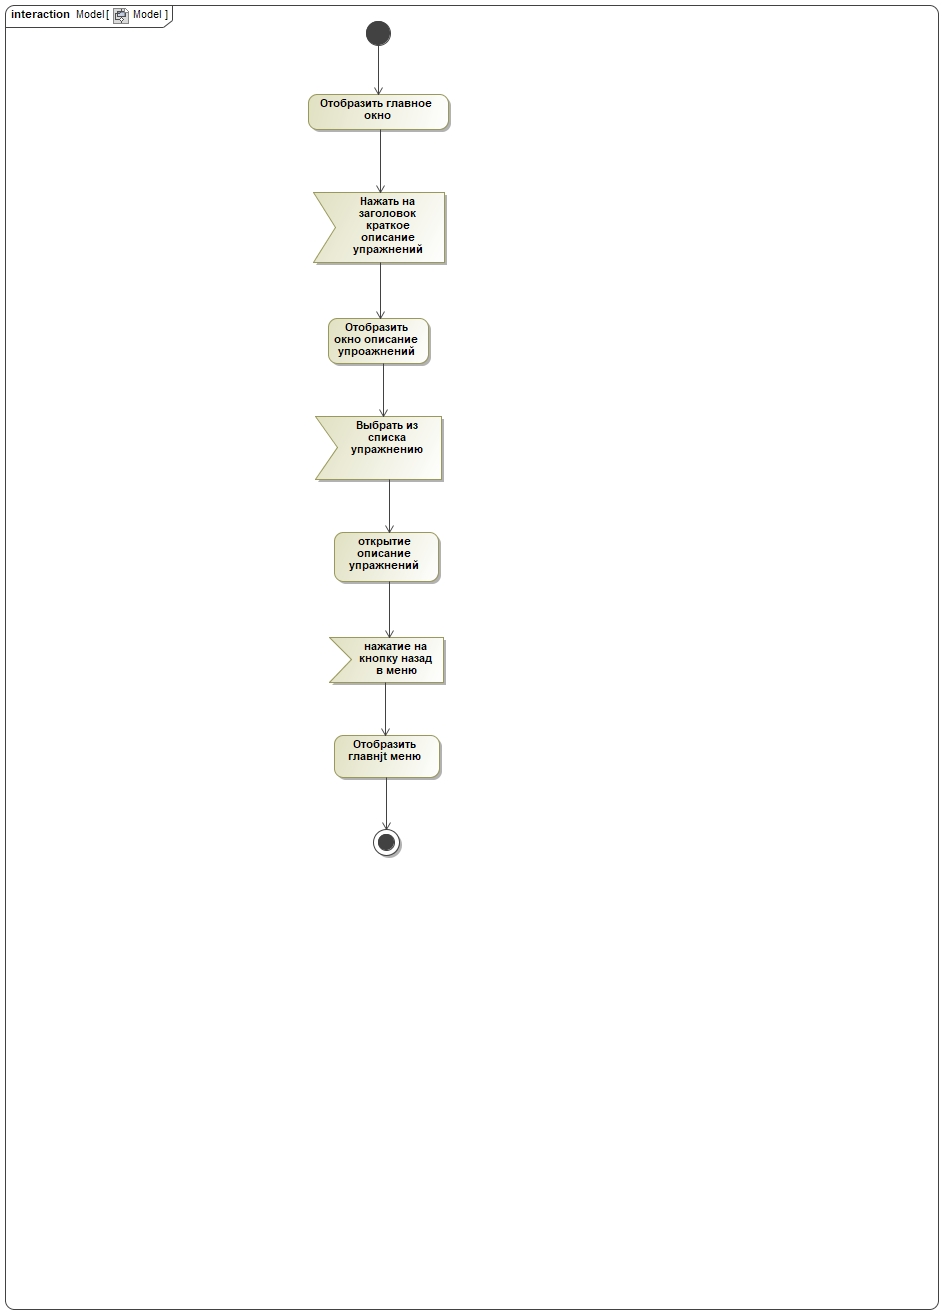 interaction Model[ Model ]
Отобразить главное
окно
Нажать на
заголовок
краткое
описание
упражнений
Отобразить
окно описание
упроажнений
Выбрать из
списка
упражнению
открытие
описание
упражнений
нажатие на
кнопку назад
в меню
Отобразить
главнjt меню